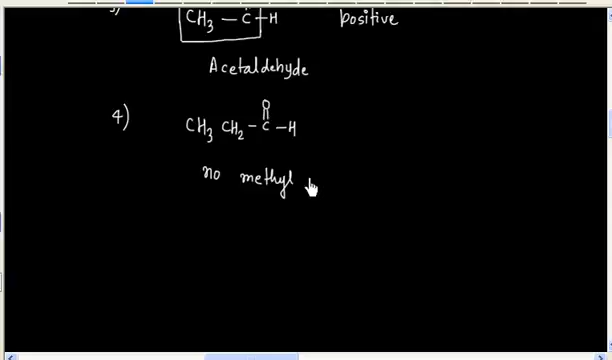 CH3 – C – H positive
Acetaldehyde
4)
O
CH3 CH2 – C – H
no methyl